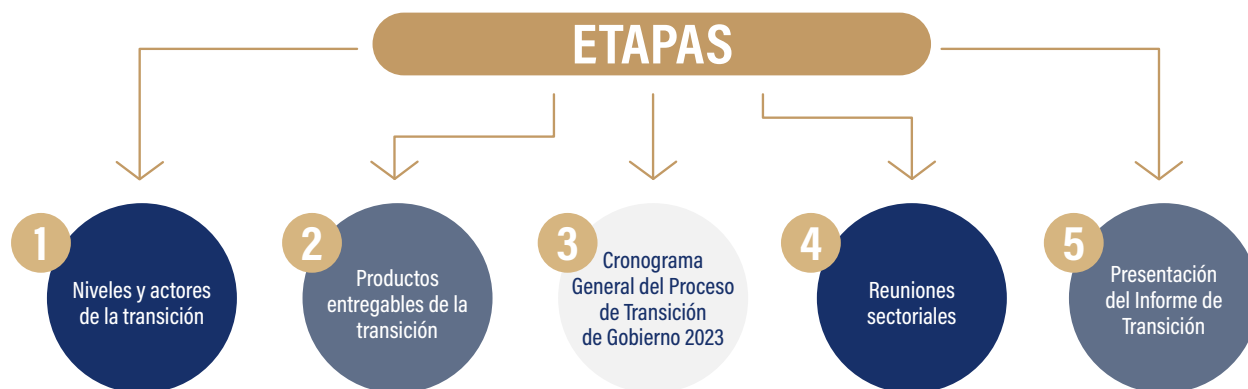 ETAPAS
1
Niveles y actores
de la transición
2
Productos
entregables de la
transición
3
Cronograma
General del Proceso
de Transición
de Gobierno 2023
4
Reuniones
sectoriales
5
Presentación
del Informe de
Transición